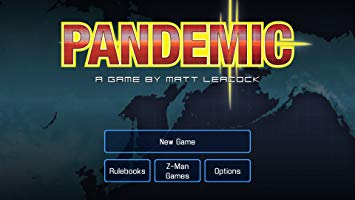 PANDEMIC
A GAME BY MATT LEACOCK
New Game
Rulebooks
Z-Man
Games
Options